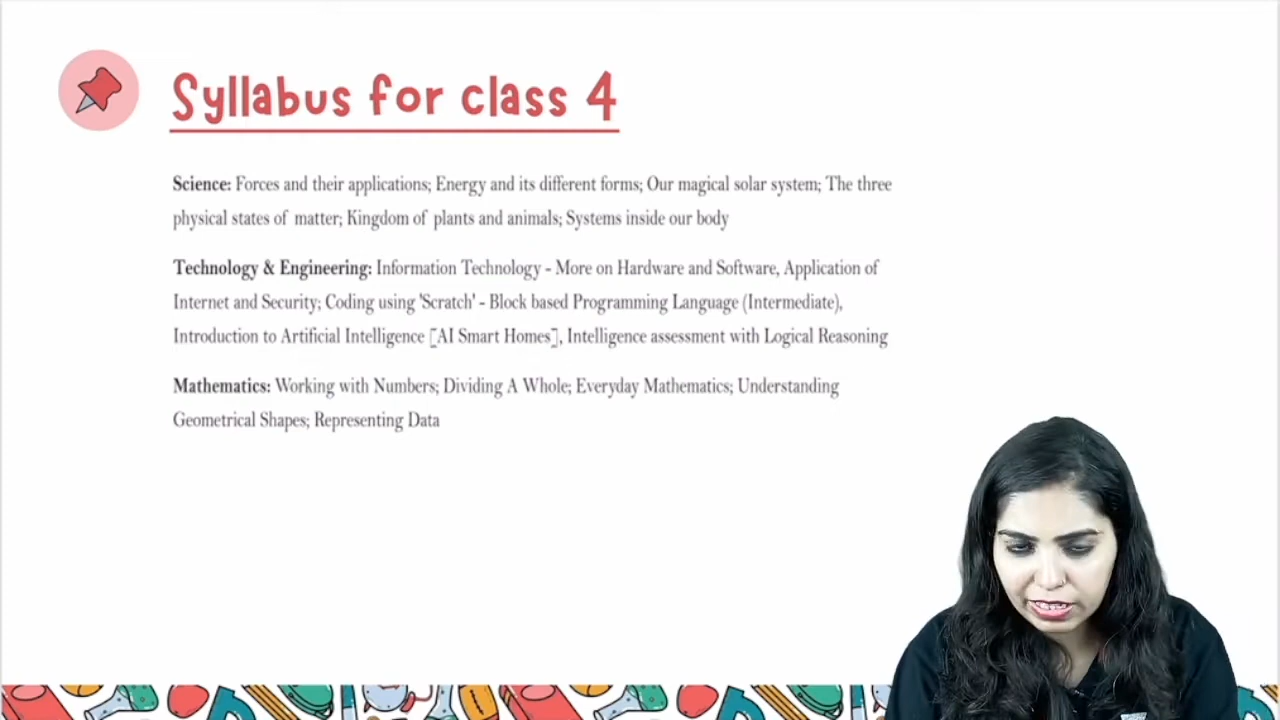 Syllabus for class 4
Science: Forces and their applications; Energy and its different forms; Our magical solar system; The three
physical states of matter; Kingdom of plants and animals; Systems inside our body
Technology & Engineering: Information Technology - More on Hardware and Software, Application of
Internet and Security; Coding using 'Scratch' - Block based Programming Language (Intermediate),
Introduction to Artificial Intelligence [AI Smart Homes], Intelligence assessment with Logical Reasoning
Mathematics: Working with Numbers; Dividing A Whole; Everyday Mathematics; Understanding
Geometrical Shapes; Representing Data